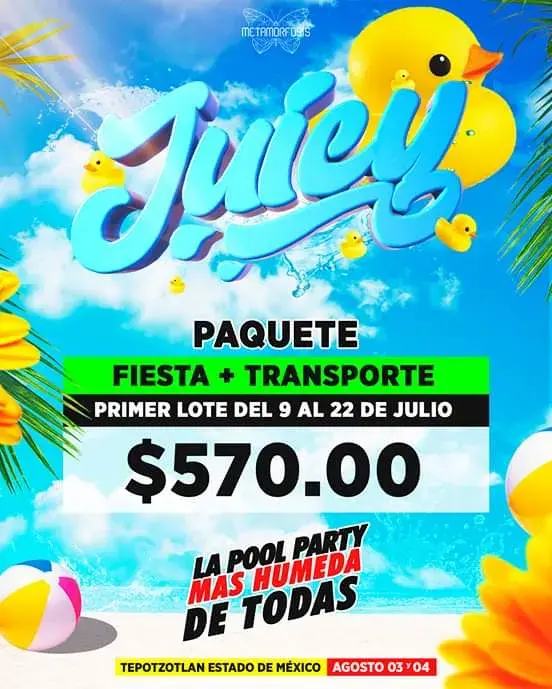 METAMORFOSIS
Juicy
PAQUETE
FIESTA + TRANSPORTE
PRIMER LOTE DEL 9 AL 22 DE JULIO
$570.00
LA POOL PARTY
MAS HUMEDA
DE TODAS
TEPOTZOTLAN ESTADO DE MÉXICO AGOSTO 03 Y 04